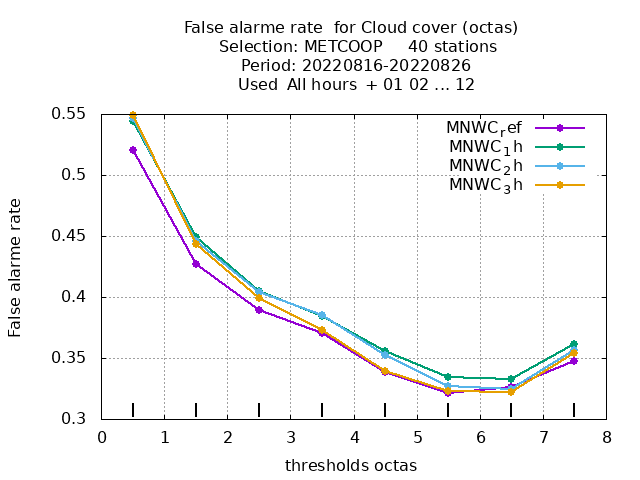 False alarme rate  for Cloud cover (octas)
Selection: METCOOP     40 stations
Period: 20220816-20220826
Used  All hours  + 01 02 ... 12
MNWC_ref
MNWC_1h
MNWC_2h
MNWC_3h
0.55
0.5
0.45
0.4
0.35
0.3
False alarme rate
0 1 2 3 4 5 6 7 8
thresholds octas